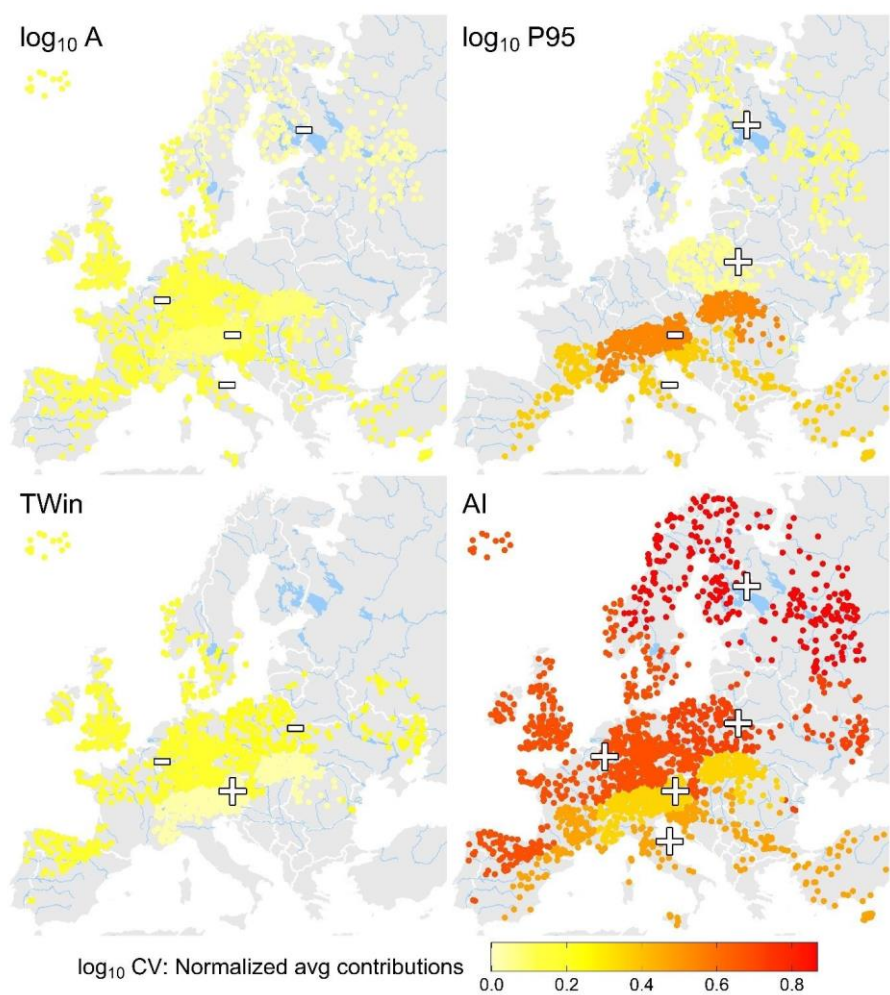 log₁₀ A
log₁₀ P95
TWin
AI
log₁₀ CV: Normalized avg contributions
0.0 0.2 0.4 0.6 0.8